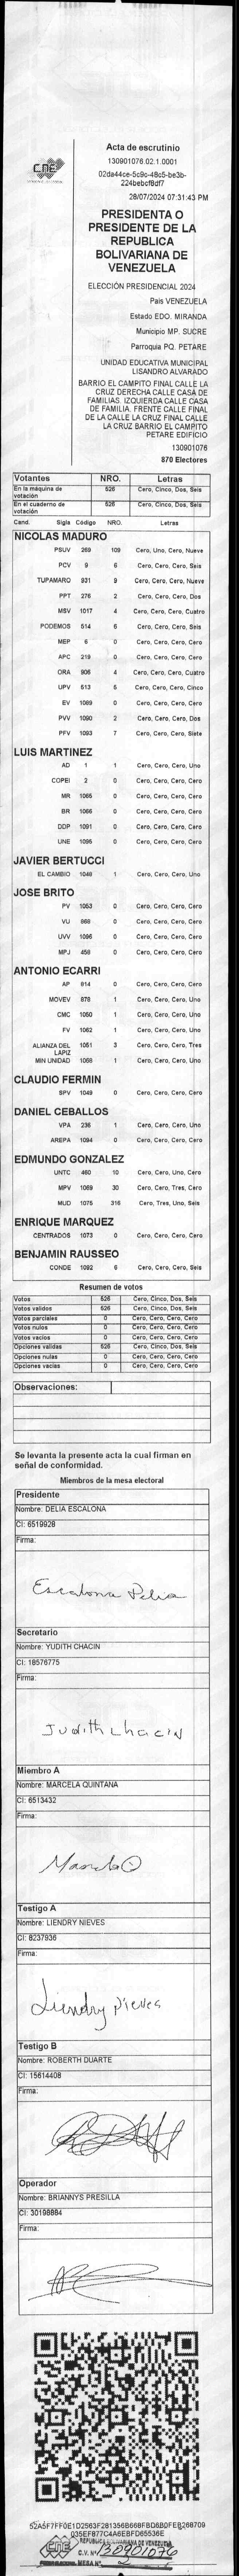 CNE
Acta de escrutinio
130901076.02.1.0001
02da44ce-5c9c-48c5-be3b-
224bebcf8df7
28/07/2024 07:31:43 PM
PRESIDENTA O
PRESIDENTE DE LA
REPUBLICA
BOLIVARIANA DE
VENEZUELA
ELECCIÓN PRESIDENCIAL 2024
Pais VENEZUELA
Estado EDO. MIRANDA
Municipio MP. SUCRE
Parroquia PQ. PETARE
UNIDAD EDUCATIVA MUNICIPAL
LISANDRO ALVARADO
BARRIO EL CAMPITO FINAL CALLE LA
CRUZ DERECHA CALLE CASA DE
FAMILIAS. IZQUIERDA CALLE CASA
DE FAMILIA. FRENTE CALLE FINAL
DE LA CALLE LA CRUZ FINAL CALLE
LA CRUZ BARRIO EL CAMPITO
PETARE EDIFICIO
130901076
870 Electores
Votantes NRO. Letras
En la máquina de votación 526 Cero, Cinco, Dos, Seis
En el cuaderno de votación 526 Cero, Cinco, Dos, Seis
Cand. Sigla Código NRO. Letras
NICOLAS MADURO
PSUV 269 109 Cero, Uno, Cero, Nueve
PCV 9 6 Cero, Cero, Cero, Seis
TUPAMARO 931 9 Cero, Cero, Cero, Nueve
PPT 276 2 Cero, Cero, Cero, Dos
MSV 1017 4 Cero, Cero, Cero, Cuatro
PODEMOS 514 6 Cero, Cero, Cero, Seis
MEP 6 0 Cero, Cero, Cero, Cero
APC 219 0 Cero, Cero, Cero, Cero
ORA 906 4 Cero, Cero, Cero, Cuatro
UPV 513 5 Cero, Cero, Cero, Cinco
EV 1089 0 Cero, Cero, Cero, Cero
PVV 1090 2 Cero, Cero, Cero, Dos
PFV 1093 7 Cero, Cero, Cero, Siete
LUIS MARTINEZ
AD 1 1 Cero, Cero, Cero, Uno
COPEI 2 0 Cero, Cero, Cero, Cero
MR 1065 0 Cero, Cero, Cero, Cero
BR 1066 0 Cero, Cero, Cero, Cero
DDP 1091 0 Cero, Cero, Cero, Cero
UNE 1095 0 Cero, Cero, Cero, Cero
JAVIER BERTUCCI
EL CAMBIO 1048 1 Cero, Cero, Cero, Uno
JOSE BRITO
PV 1053 0 Cero, Cero, Cero, Cero
VU 868 0 Cero, Cero, Cero, Cero
UVV 1096 0 Cero, Cero, Cero, Cero
MPJ 458 0 Cero, Cero, Cero, Cero
ANTONIO ECARRI
AP 814 0 Cero, Cero, Cero, Cero
MOVEV 878 1 Cero, Cero, Cero, Uno
CMC 1050 1 Cero, Cero, Cero, Uno
FV 1062 1 Cero, Cero, Cero, Uno
ALIANZA DEL LAPIZ 1051 3 Cero, Cero, Cero, Tres
MIN UNIDAD 1058 1 Cero, Cero, Cero, Uno
CLAUDIO FERMIN
SPV 1049 0 Cero, Cero, Cero, Cero
DANIEL CEBALLOS
VPA 236 1 Cero, Cero, Cero, Uno
AREPA 1094 0 Cero, Cero, Cero, Cero
EDMUNDO GONZALEZ
UNTC 460 10 Cero, Cero, Uno, Cero
MPV 1069 30 Cero, Cero, Tres, Cero
MUD 1075 316 Cero, Tres, Uno, Seis
ENRIQUE MARQUEZ
CENTRADOS 1073 0 Cero, Cero, Cero, Cero
BENJAMIN RAUSSEO
CONDE 1092 6 Cero, Cero, Cero, Seis
Resumen de votos
Votos 526 Cero, Cinco, Dos, Seis
Votos validos 526 Cero, Cinco, Dos, Seis
Votos parciales 0 Cero, Cero, Cero, Cero
Votos nulos 0 Cero, Cero, Cero, Cero
Votos vacíos 0 Cero, Cero, Cero, Cero
Opciones validas 526 Cero, Cinco, Dos, Seis
Opciones nulas 0 Cero, Cero, Cero, Cero
Opciones vacias 0 Cero, Cero, Cero, Cero
Observaciones:
Se levanta la presente acta la cual firman en
señal de conformidad.
Miembros de la mesa electoral
Presidente
Nombre: DELIA ESCALONA
CI: 6519928
Firma:
Escalona Delia
Secretario
Nombre: YUDITH CHACIN
CI: 18576775
Firma:
Judith Chacin
Miembro A
Nombre: MARCELA QUINTANA
CI: 6513432
Firma:
Testigo A
Nombre: LIENDRY NIEVES
CI: 8237936
Firma:
Liendry Nieves
Testigo B
Nombre: ROBERTH DUARTE
CI: 15614408
Firma:
Operador
Nombre: BRIANNYS PRESILLA
CI: 30198884
Firma:
52A5F7FF0E1D2563F281356B668FBD6B0FEB268709
035EF877C4A6EBFD65536E
CNE REPÚBLICA BOLIVARIANA DE VENEZUELA
C.V. Nº 130901076
MESA Nº 2